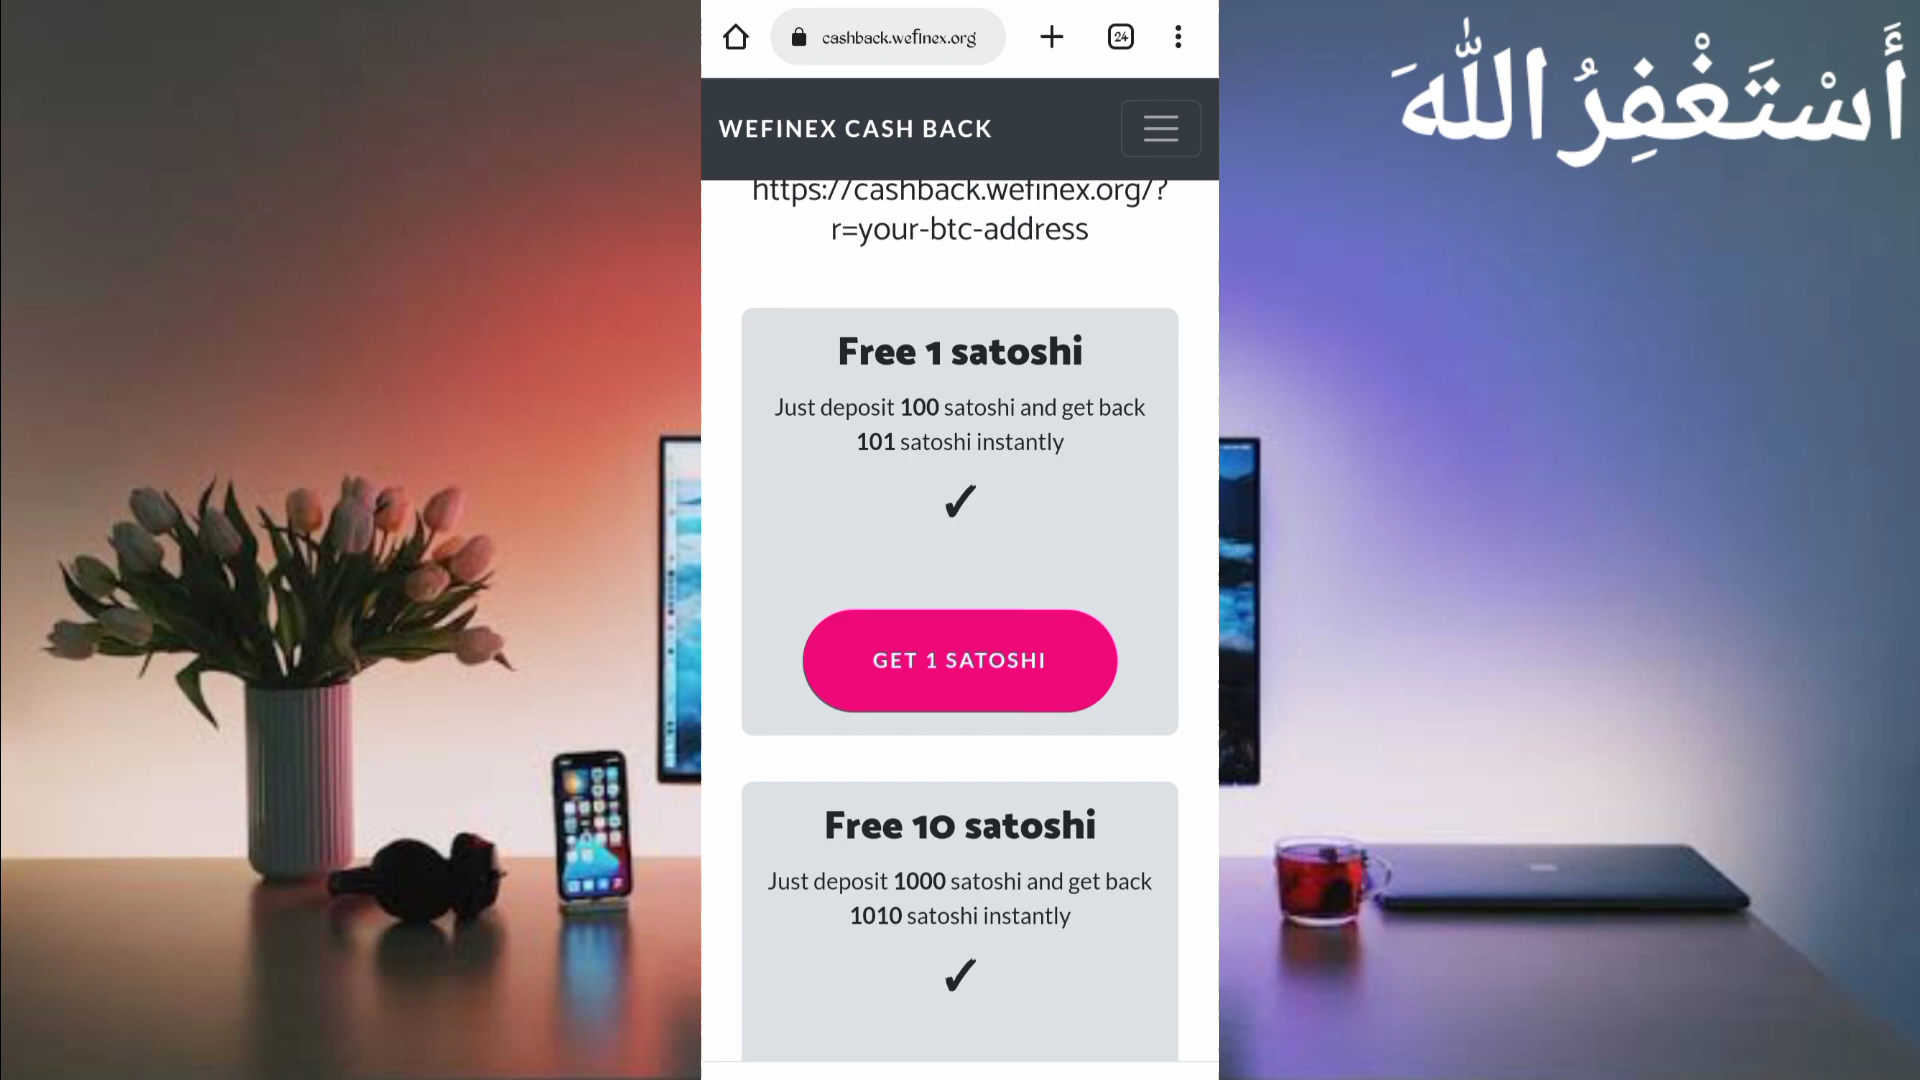 cashback.wefinex.org
24
WEFINEX CASH BACK
https://cashback.wefinex.org/?
r=your-btc-address
Free 1 satoshi
Just deposit 100 satoshi and get back
101 satoshi instantly
✓
GET 1 SATOSHI
Free 10 satoshi
Just deposit 1000 satoshi and get back
1010 satoshi instantly
✓
أَسْتَغْفِرُ اللّٰهَ